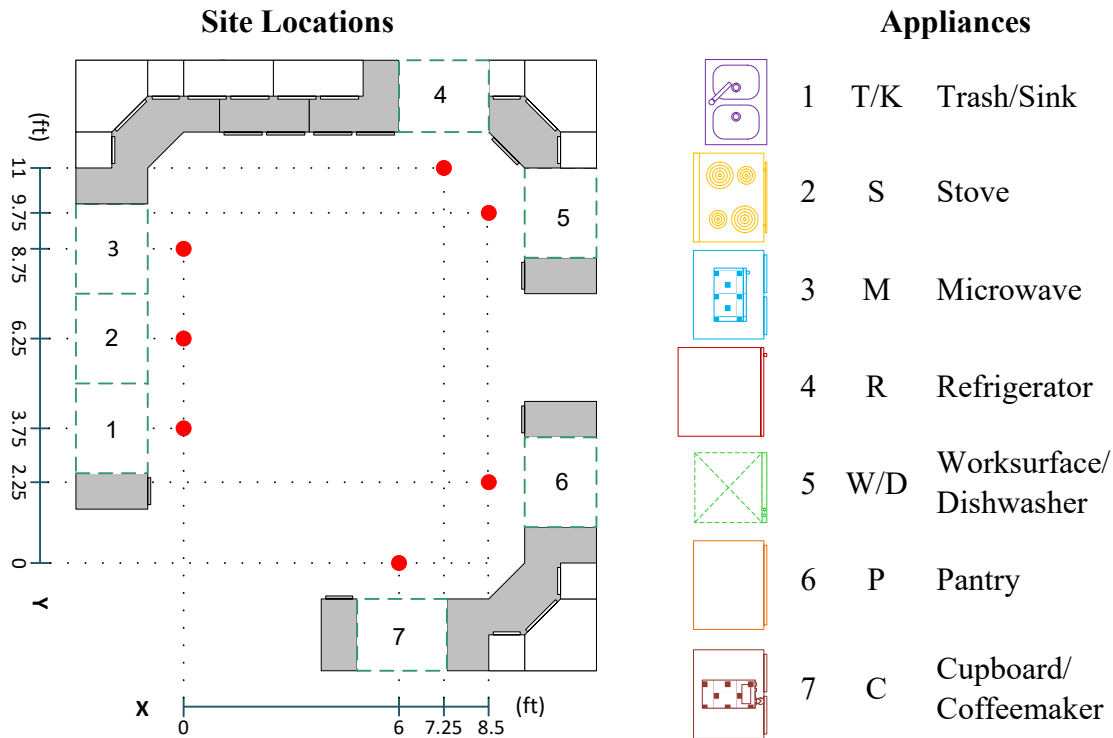 Site Locations
Appliances
(ft)
11
9.75
8.75
6.25
3.75
2.25
0
Y
4
5
3
2
1
6
7
X
0
6
7.25
8.5
(ft)
1 T/K Trash/Sink
2 S Stove
3 M Microwave
4 R Refrigerator
5 W/D Worksurface/
Dishwasher
6 P Pantry
7 C Cupboard/
Coffeemaker